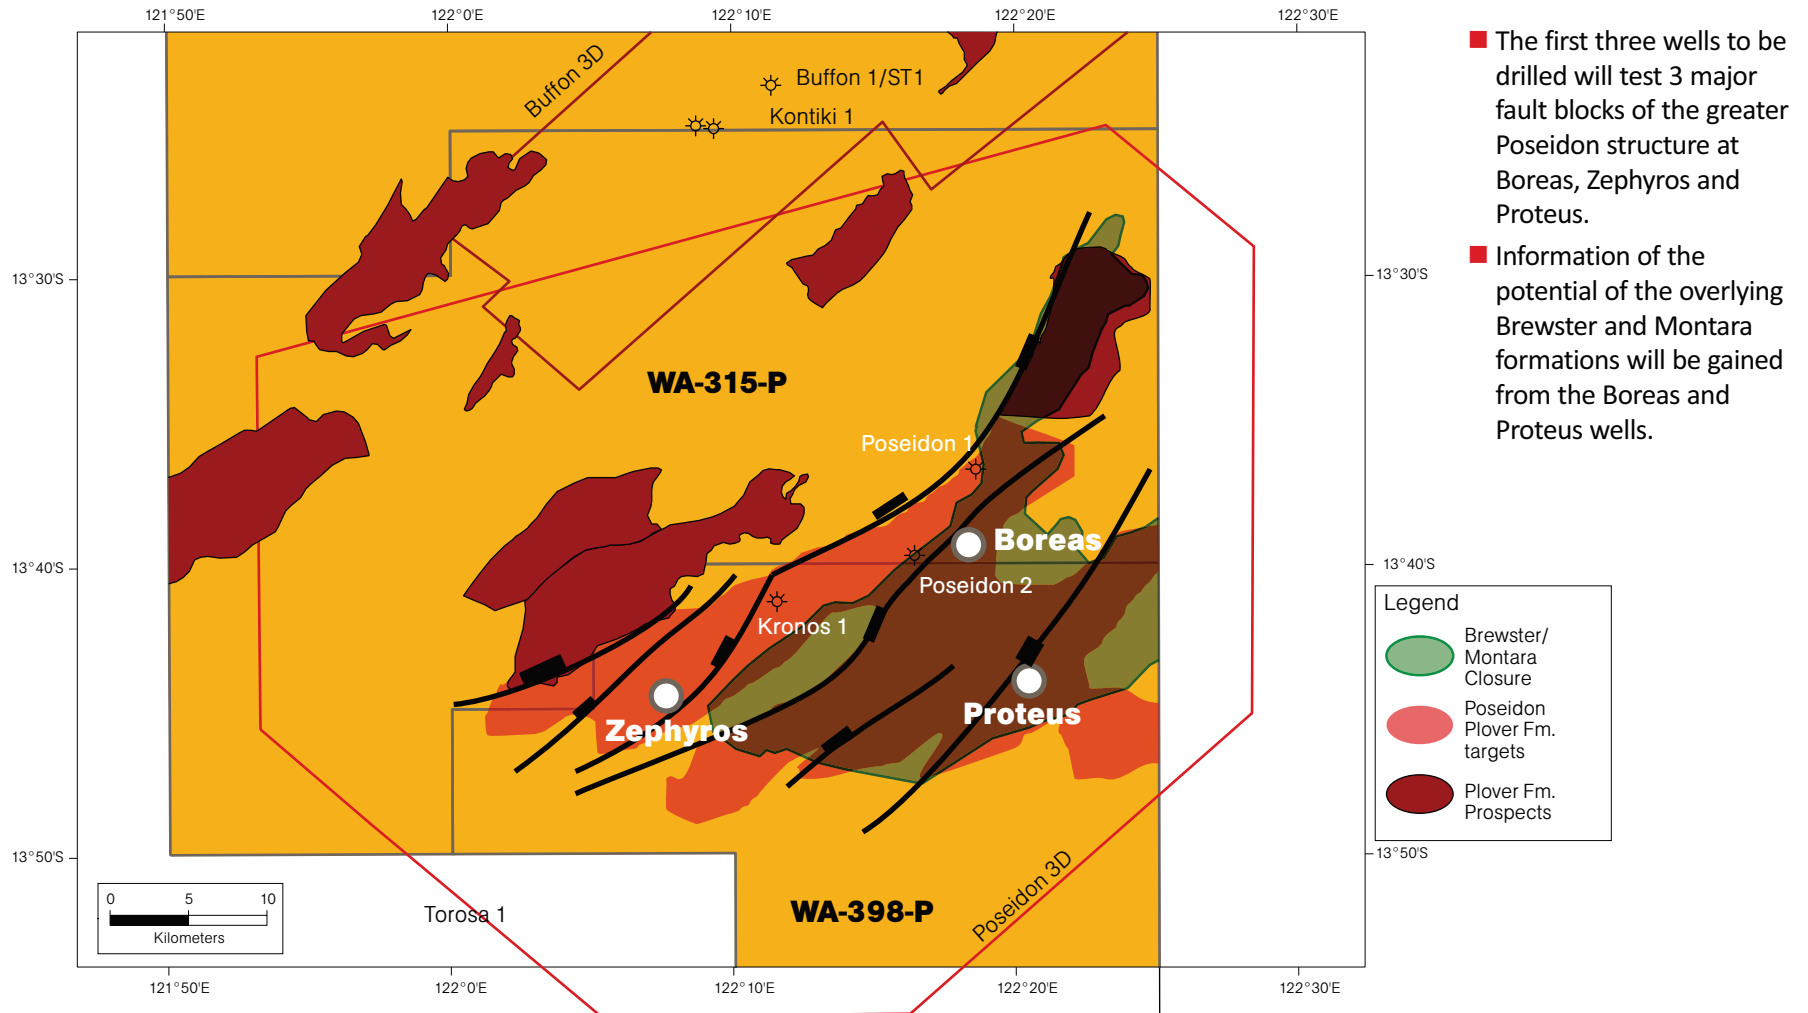 121°50'E
122°0'E
122°10'E
122°20'E
122°30'E
Buffon 3D
Buffon 1/ST1
Kontiki 1
13°30'S
13°30'S
WA-315-P
Poseidon 1
Boreas
13°40'S
13°40'S
Poseidon 2
Kronos 1
Zephyros
Proteus
13°50'S
13°50'S
Poseidon 3D
WA-398-P
Torosa 1
0 5 10
Kilometers
121°50'E
122°0'E
122°10'E
122°20'E
122°30'E
The first three wells to be
drilled will test 3 major
fault blocks of the greater
Poseidon structure at
Boreas, Zephyros and
Proteus.
Information of the
potential of the overlying
Brewster and Montara
formations will be gained
from the Boreas and
Proteus wells.
Legend
Brewster/
Montara
Closure
Poseidon
Plover Fm.
targets
Plover Fm.
Prospects